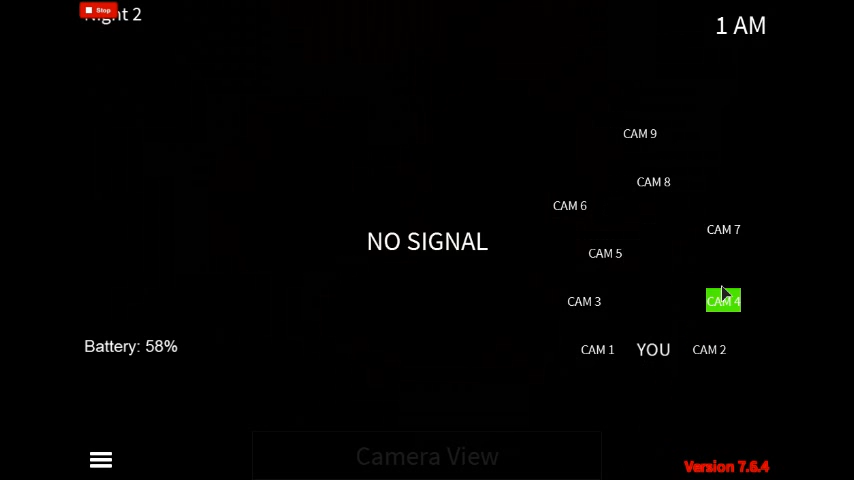 Stop
Night 2
1 AM
CAM 9
CAM 8
CAM 6
CAM 7
NO SIGNAL
CAM 5
CAM 3
CAM 4
Battery: 58%
CAM 1
YOU
CAM 2
Camera View
Version 7.6.4